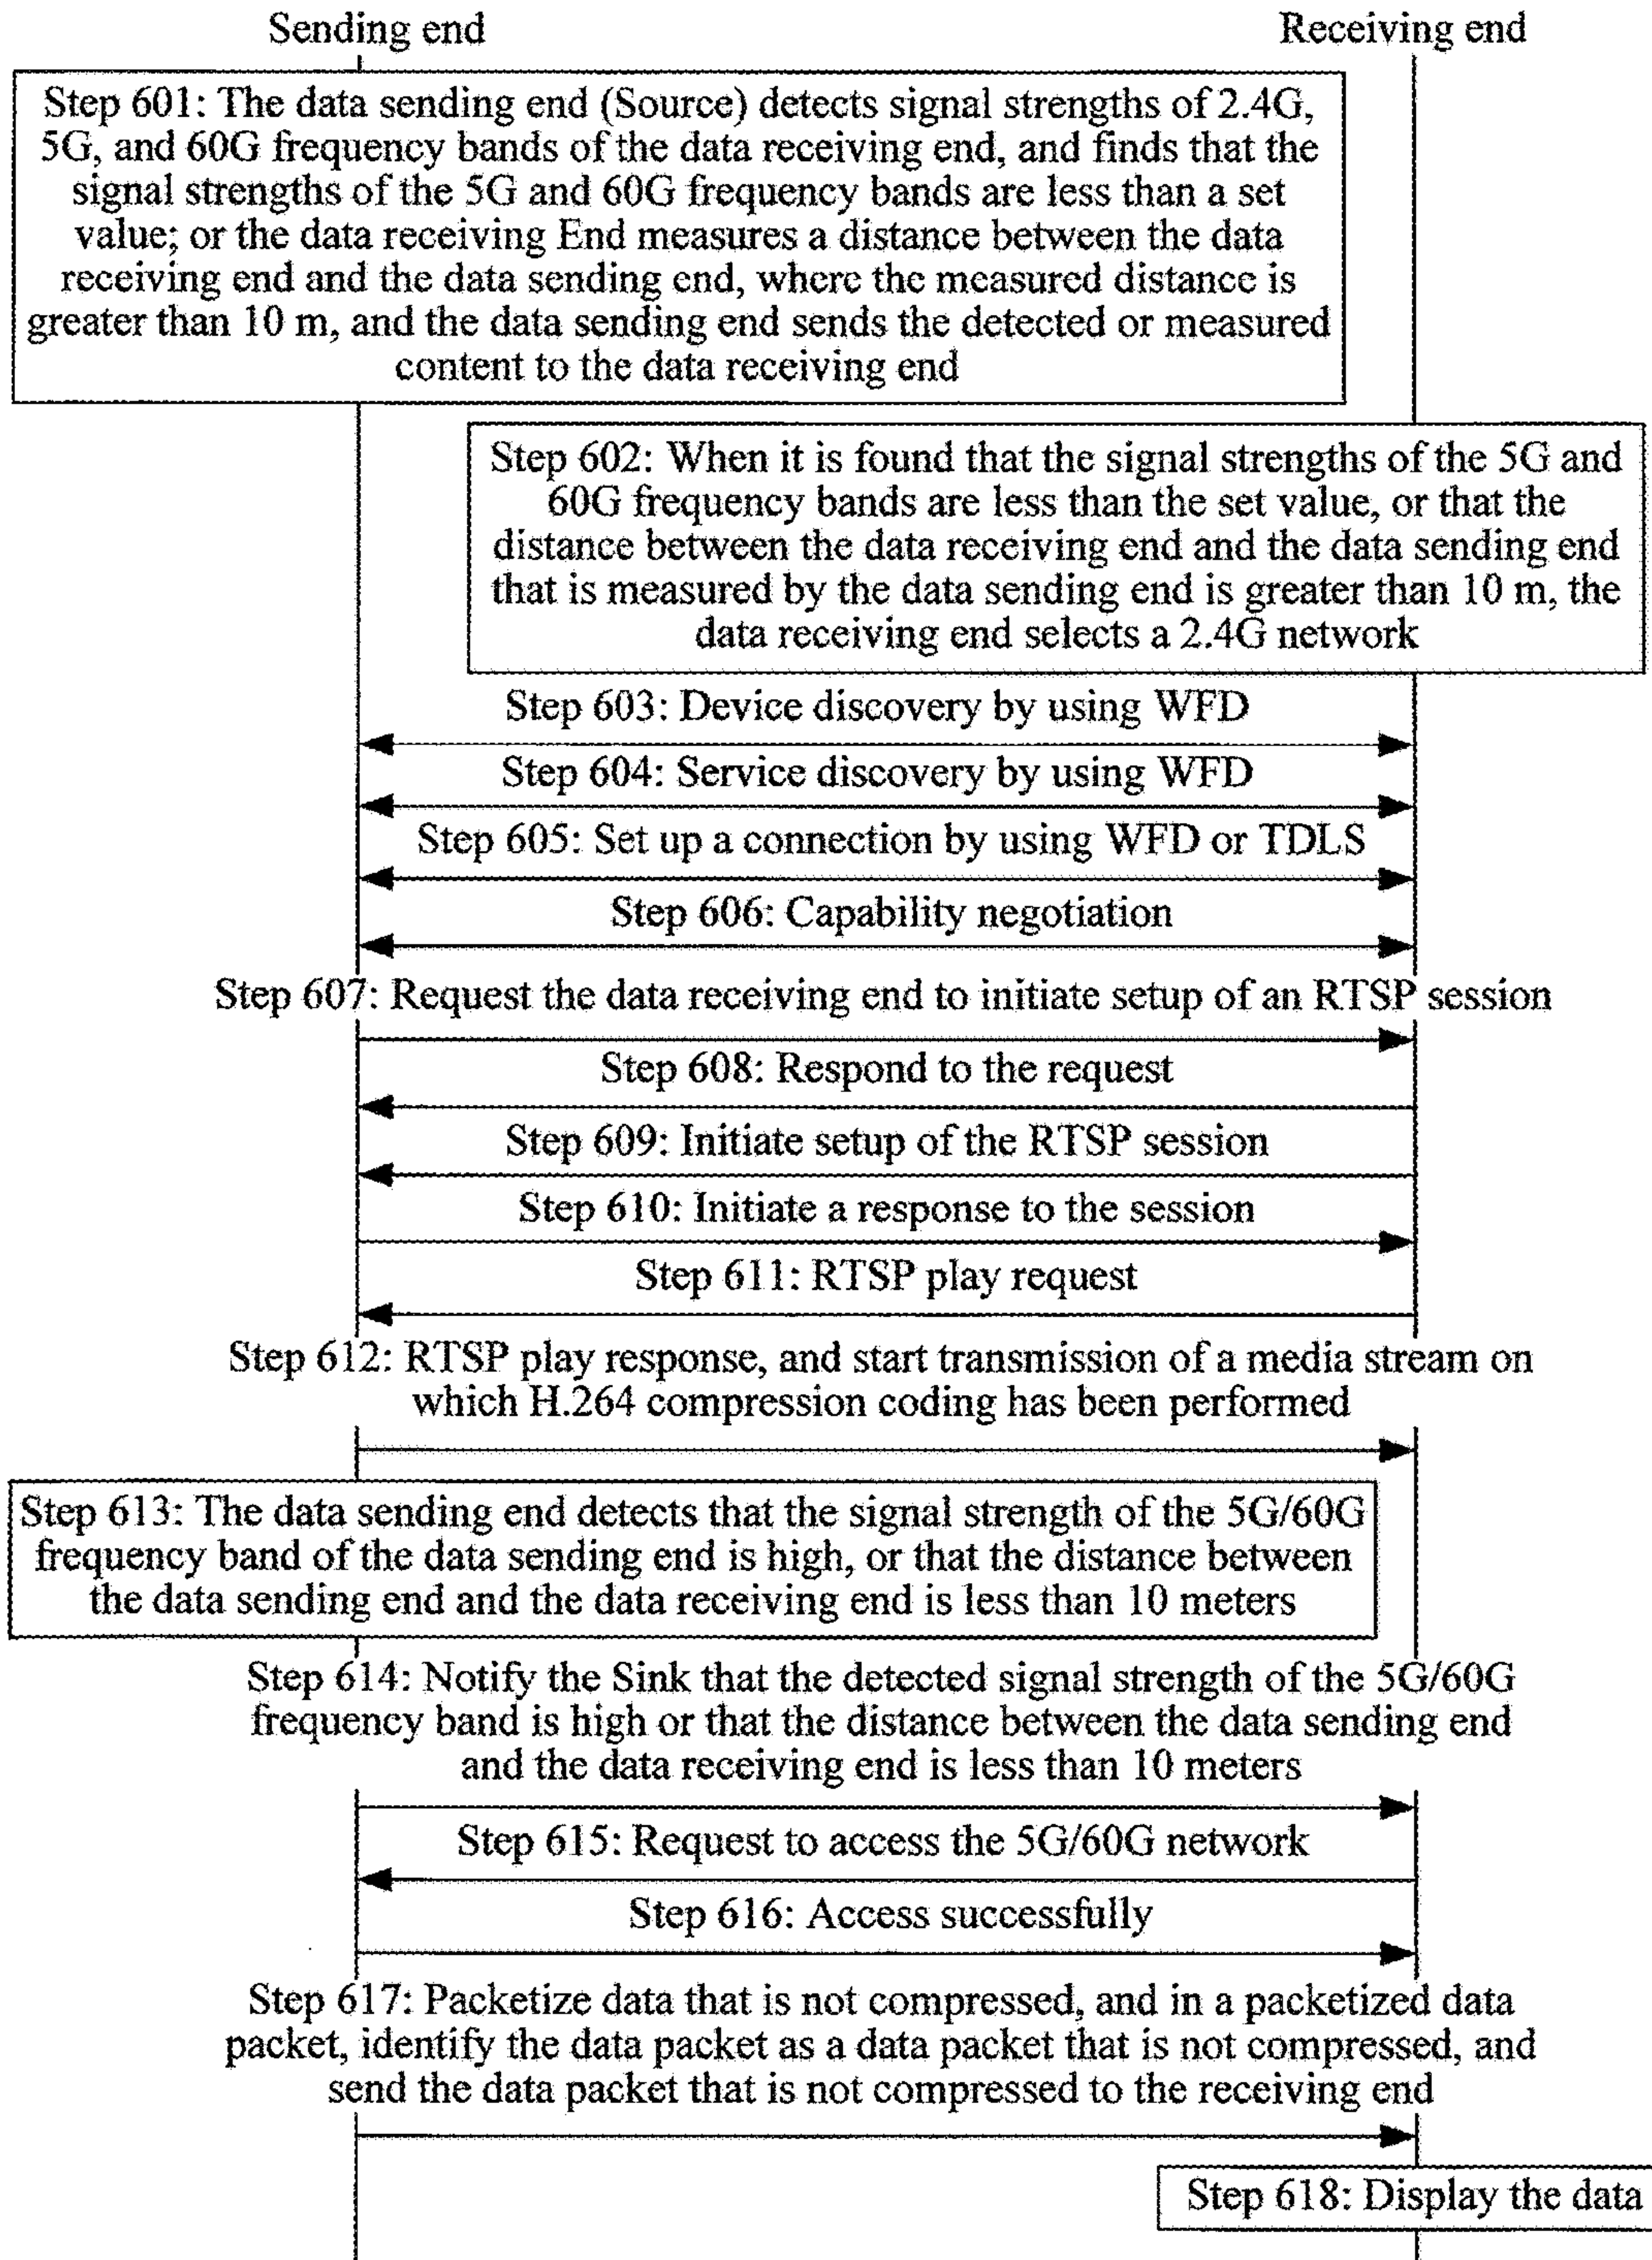 Sending end
Receiving end
Step 601: The data sending end (Source) detects signal strengths of 2.4G,
5G, and 60G frequency bands of the data receiving end, and finds that the
signal strengths of the 5G and 60G frequency bands are less than a set
value; or the data receiving End measures a distance between the data
receiving end and the data sending end, where the measured distance is
greater than 10 m, and the data sending end sends the detected or measured
content to the data receiving end
Step 602: When it is found that the signal strengths of the 5G and
60G frequency bands are less than the set value, or that the
distance between the data receiving end and the data sending end
that is measured by the data sending end is greater than 10 m, the
data receiving end selects a 2.4G network
Step 603: Device discovery by using WFD
Step 604: Service discovery by using WFD
Step 605: Set up a connection by using WFD or TDLS
Step 606: Capability negotiation
Step 607: Request the data receiving end to initiate setup of an RTSP session
Step 608: Respond to the request
Step 609: Initiate setup of the RTSP session
Step 610: Initiate a response to the session
Step 611: RTSP play request
Step 612: RTSP play response, and start transmission of a media stream on
which H.264 compression coding has been performed
Step 613: The data sending end detects that the signal strength of the 5G/60G
frequency band of the data sending end is high, or that the distance between
the data sending end and the data receiving end is less than 10 meters
Step 614: Notify the Sink that the detected signal strength of the 5G/60G
frequency band is high or that the distance between the data sending end
and the data receiving end is less than 10 meters
Step 615: Request to access the 5G/60G network
Step 616: Access successfully
Step 617: Packetize data that is not compressed, and in a packetized data
packet, identify the data packet as a data packet that is not compressed, and
send the data packet that is not compressed to the receiving end
Step 618: Display the data